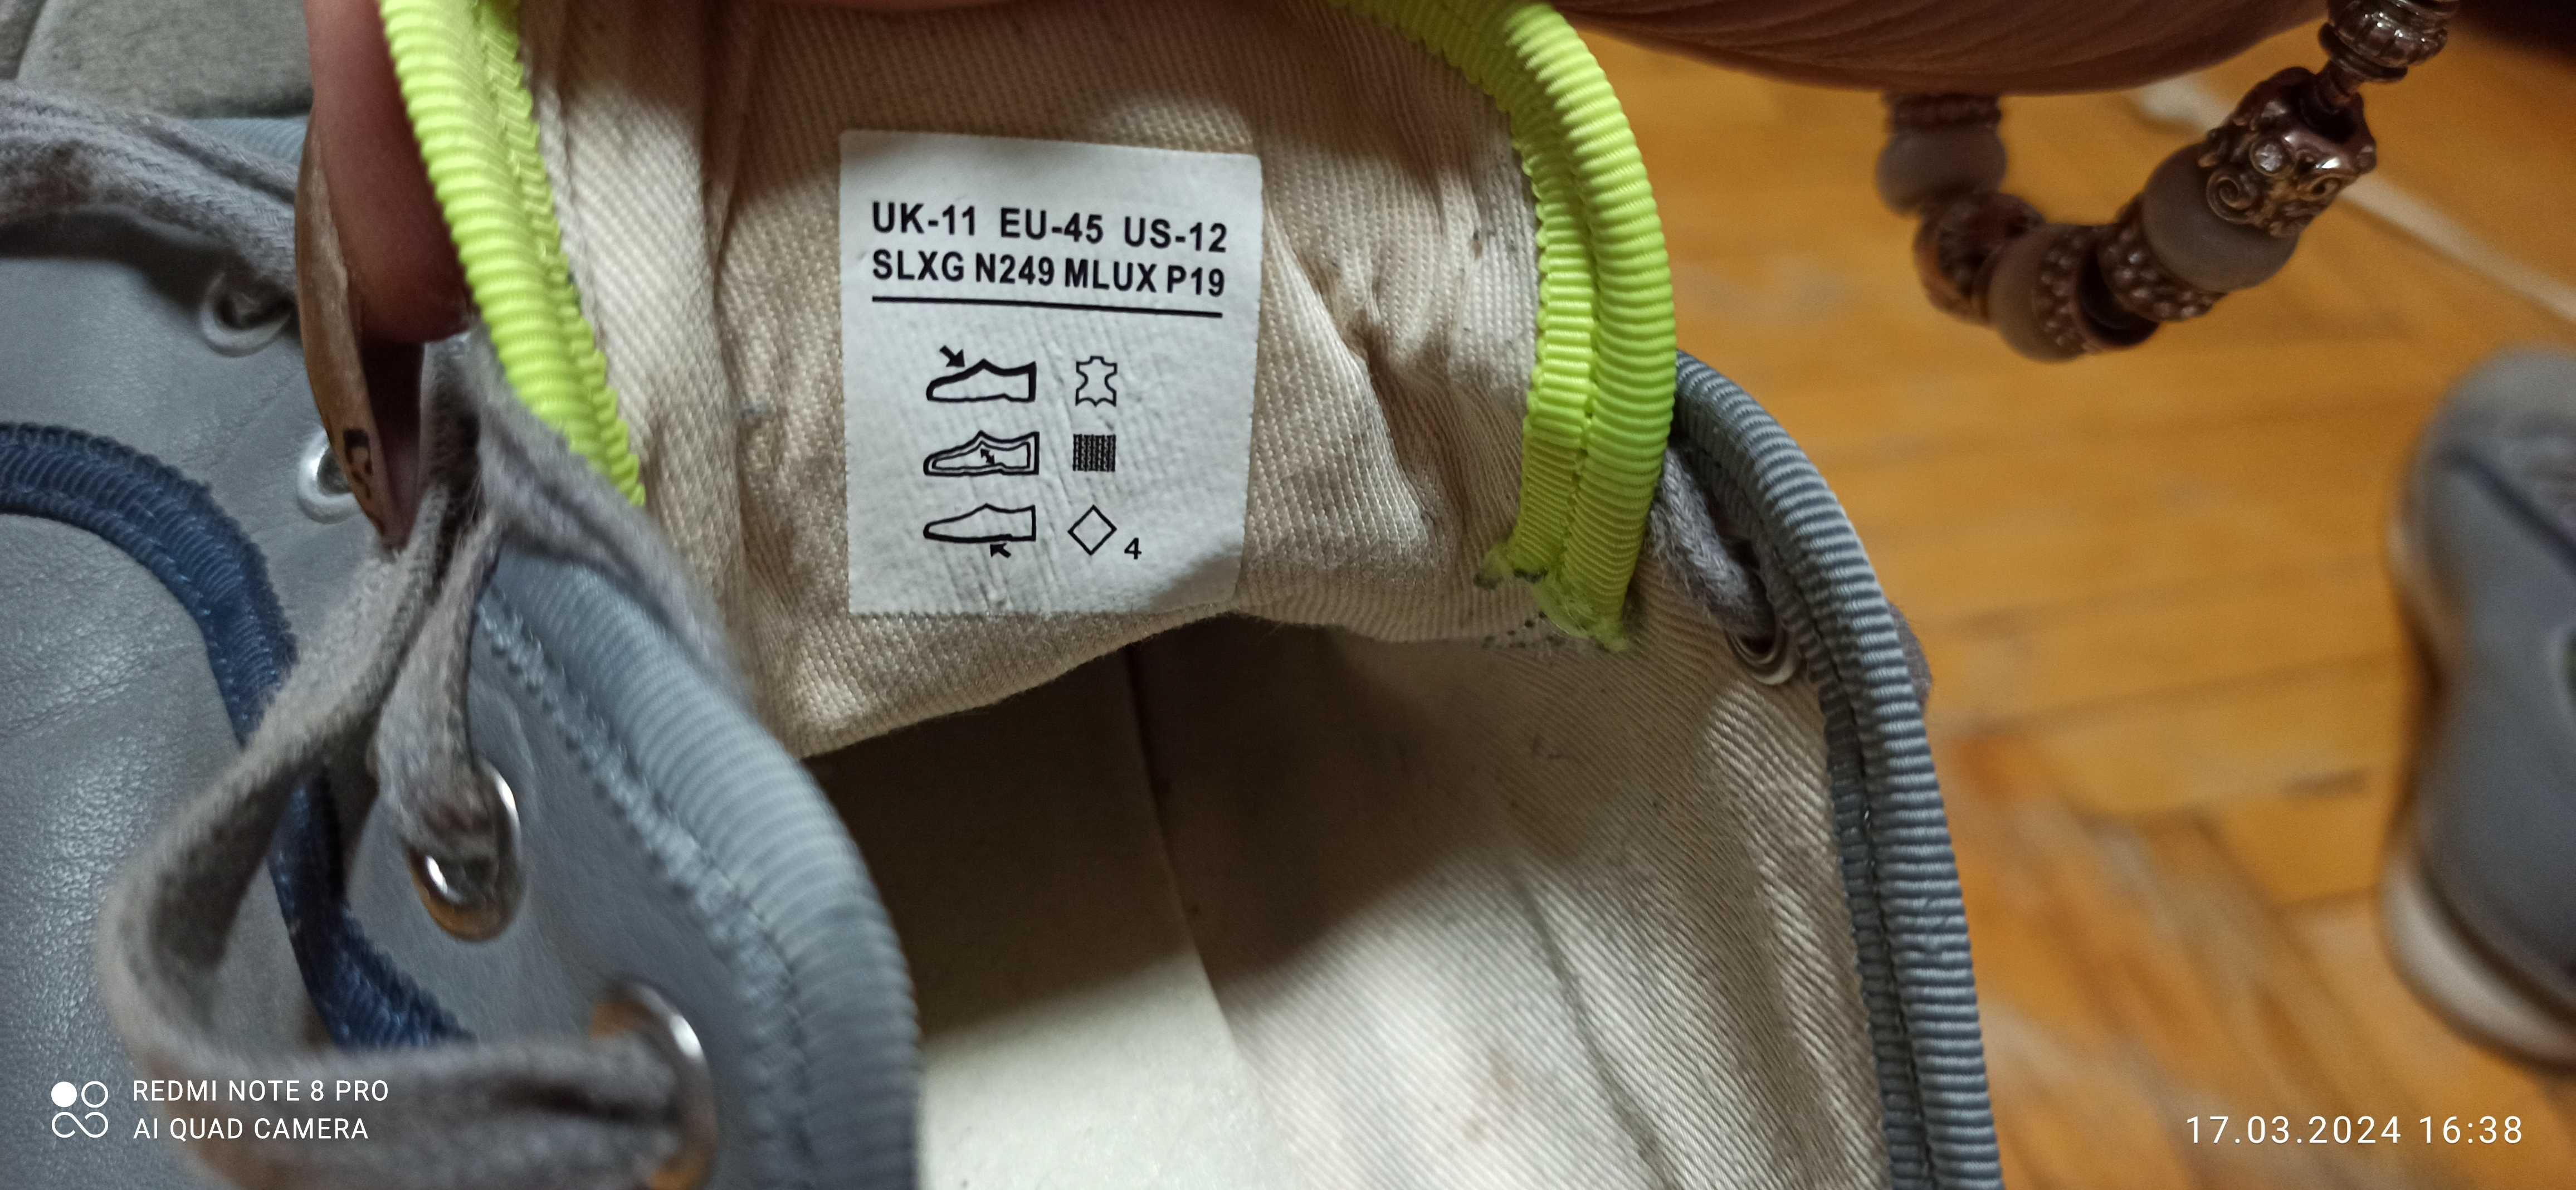 UK-11 EU-45 US-12
SLXG N249 MLUX P19
4
REDMI NOTE 8 PRO
AI QUAD CAMERA
17.03.2024 16:38